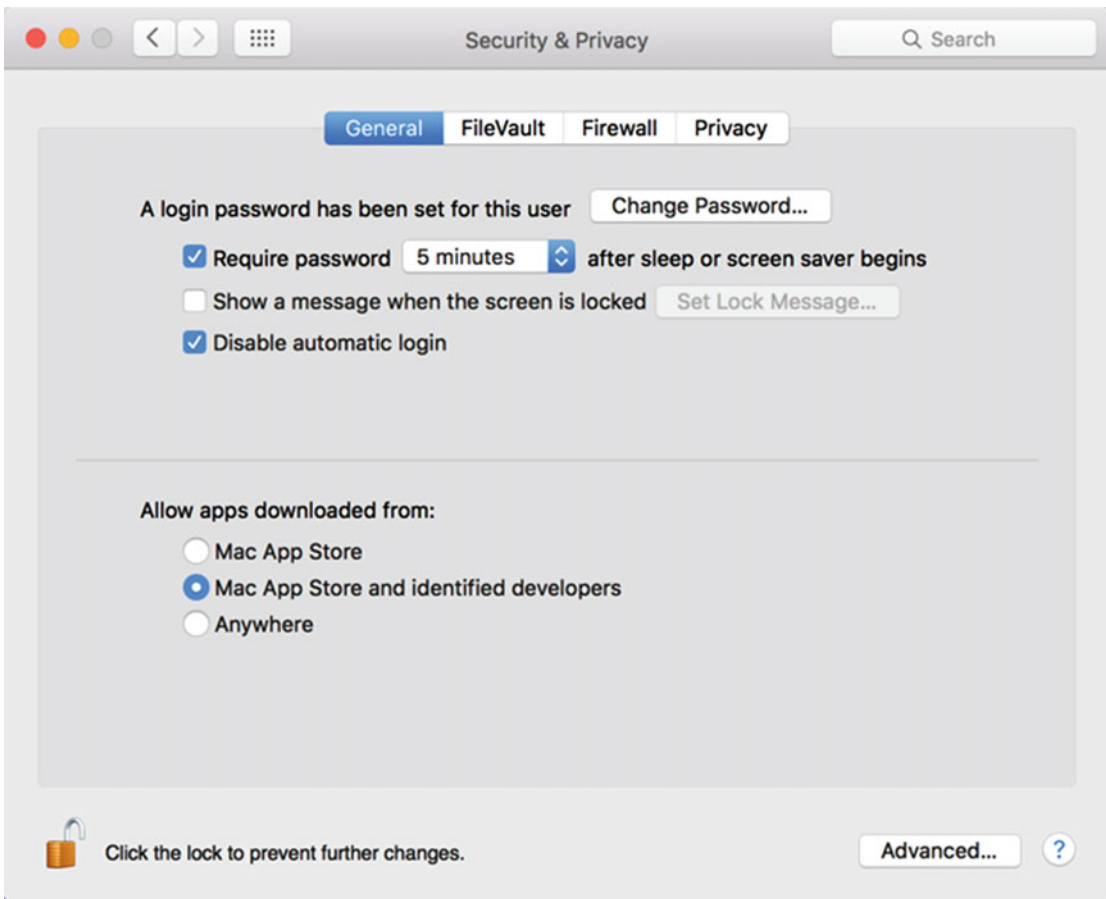 Security & Privacy
Search
General FileVault Firewall Privacy
A login password has been set for this user Change Password...
Require password 5 minutes after sleep or screen saver begins
Show a message when the screen is locked Set Lock Message...
Disable automatic login
Allow apps downloaded from:
Mac App Store
Mac App Store and identified developers
Anywhere
Click the lock to prevent further changes. Advanced... ?